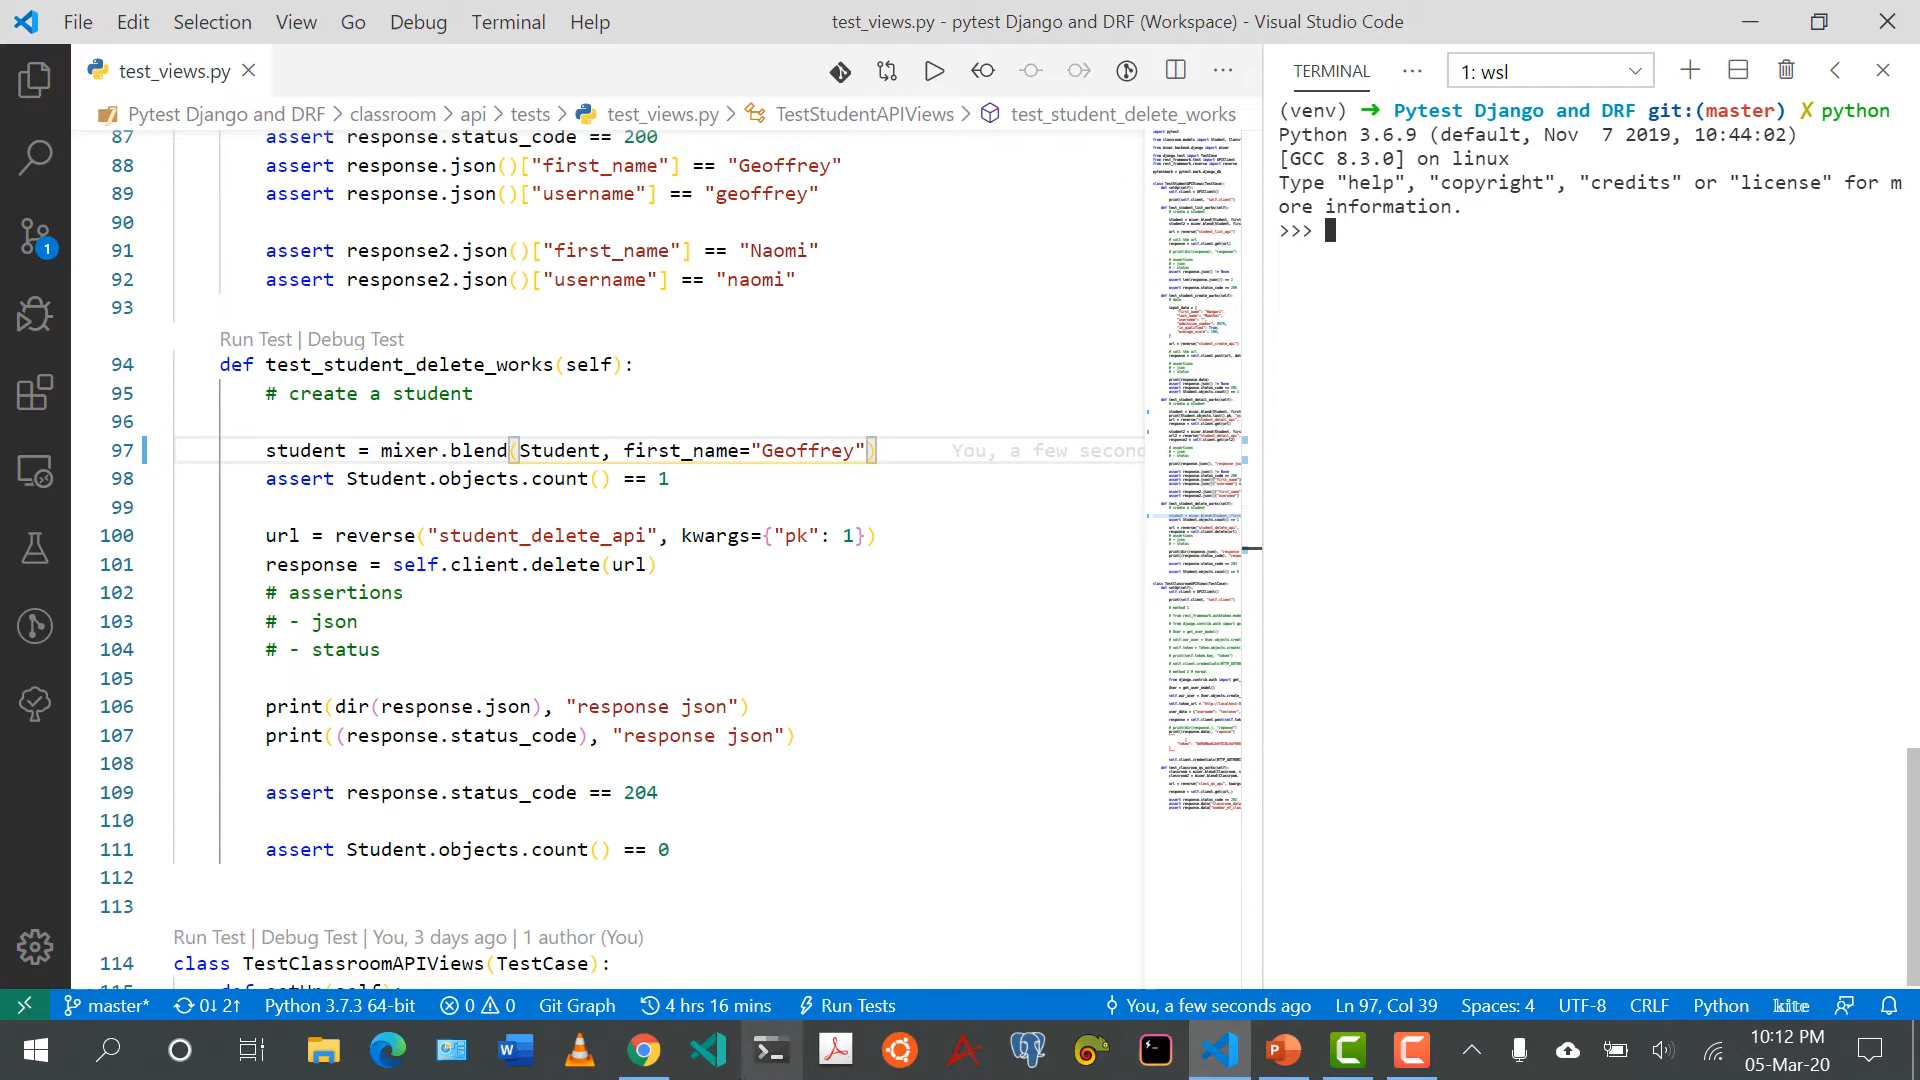 File Edit Selection View Go Debug Terminal Help
test_views.py - pytest Django and DRF (Workspace) - Visual Studio Code
test_views.py
Pytest Django and DRF > classroom > api > tests > test_views.py > TestStudentAPIViews > test_student_delete_works
87 assert response.status_code == 200
88 assert response.json()["first_name"] == "Geoffrey"
89 assert response.json()["username"] == "geoffrey"
90
91 assert response2.json()["first_name"] == "Naomi"
92 assert response2.json()["username"] == "naomi"
93
Run Test | Debug Test
94 def test_student_delete_works(self):
95 # create a student
96
97 student = mixer.blend(Student, first_name="Geoffrey") You, a few secon
98 assert Student.objects.count() == 1
99
100 url = reverse("student_delete_api", kwargs={"pk": 1})
101 response = self.client.delete(url)
102 # assertions
103 # - json
104 # - status
105
106 print(dir(response.json), "response json")
107 print((response.status_code), "response json")
108
109 assert response.status_code == 204
110
111 assert Student.objects.count() == 0
112
113
Run Test | Debug Test | You, 3 days ago | 1 author (You)
114 class TestClassroomAPIViews(TestCase):
115 def setUp(self):
TERMINAL ... 1: wsl
(venv) ➜ Pytest Django and DRF git:(master) ✗ python
Python 3.6.9 (default, Nov  7 2019, 10:44:02)
[GCC 8.3.0] on linux
Type "help", "copyright", "credits" or "license" for m
ore information.
>>>
1
master* 0↓ 2↑ Python 3.7.3 64-bit 0 0 Git Graph 4 hrs 16 mins Run Tests You, a few seconds ago Ln 97, Col 39 Spaces: 4 UTF-8 CRLF Python kite
10:12 PM
05-Mar-20